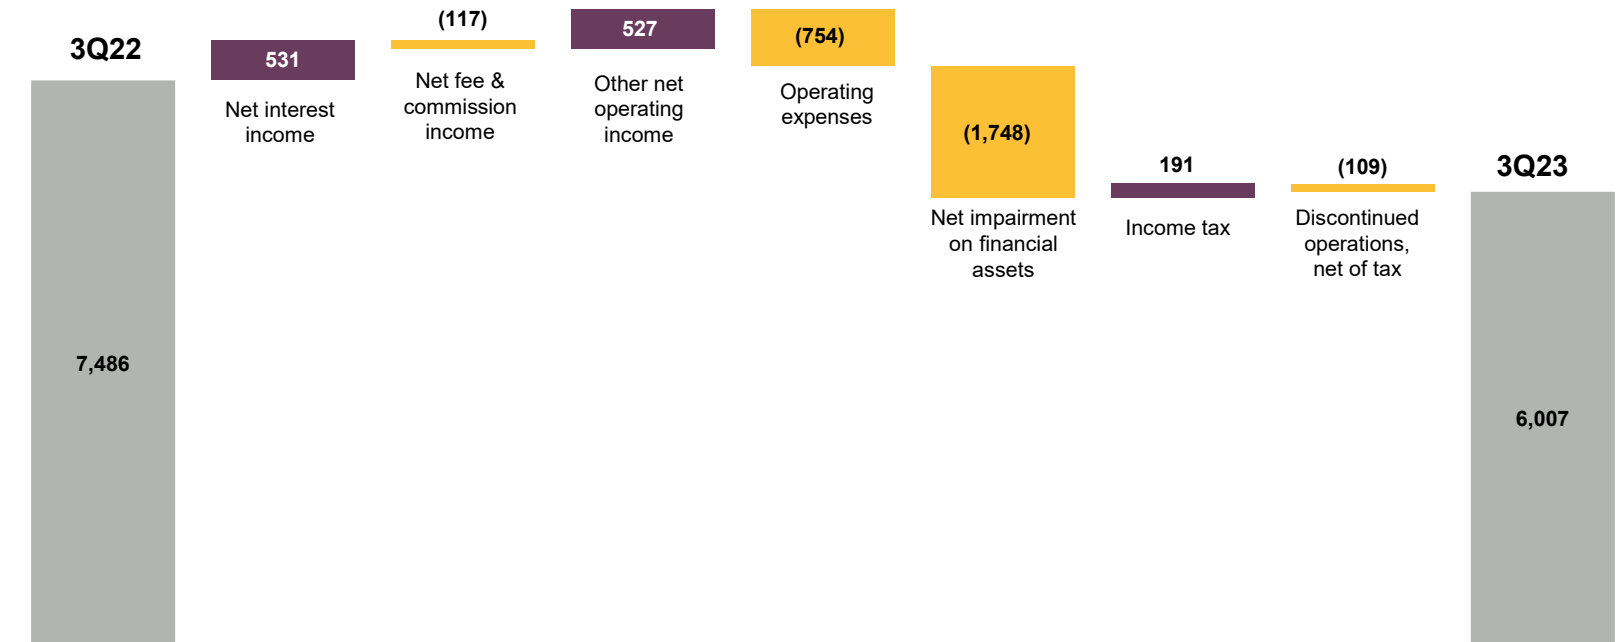 3Q22
7,486
531
Net interest
income
(117)
Net fee &
commission
income
527
Other net
operating
income
(754)
Operating
expenses
(1,748)
Net impairment
on financial
assets
191
Income tax
(109)
Discontinued
operations,
net of tax
3Q23
6,007